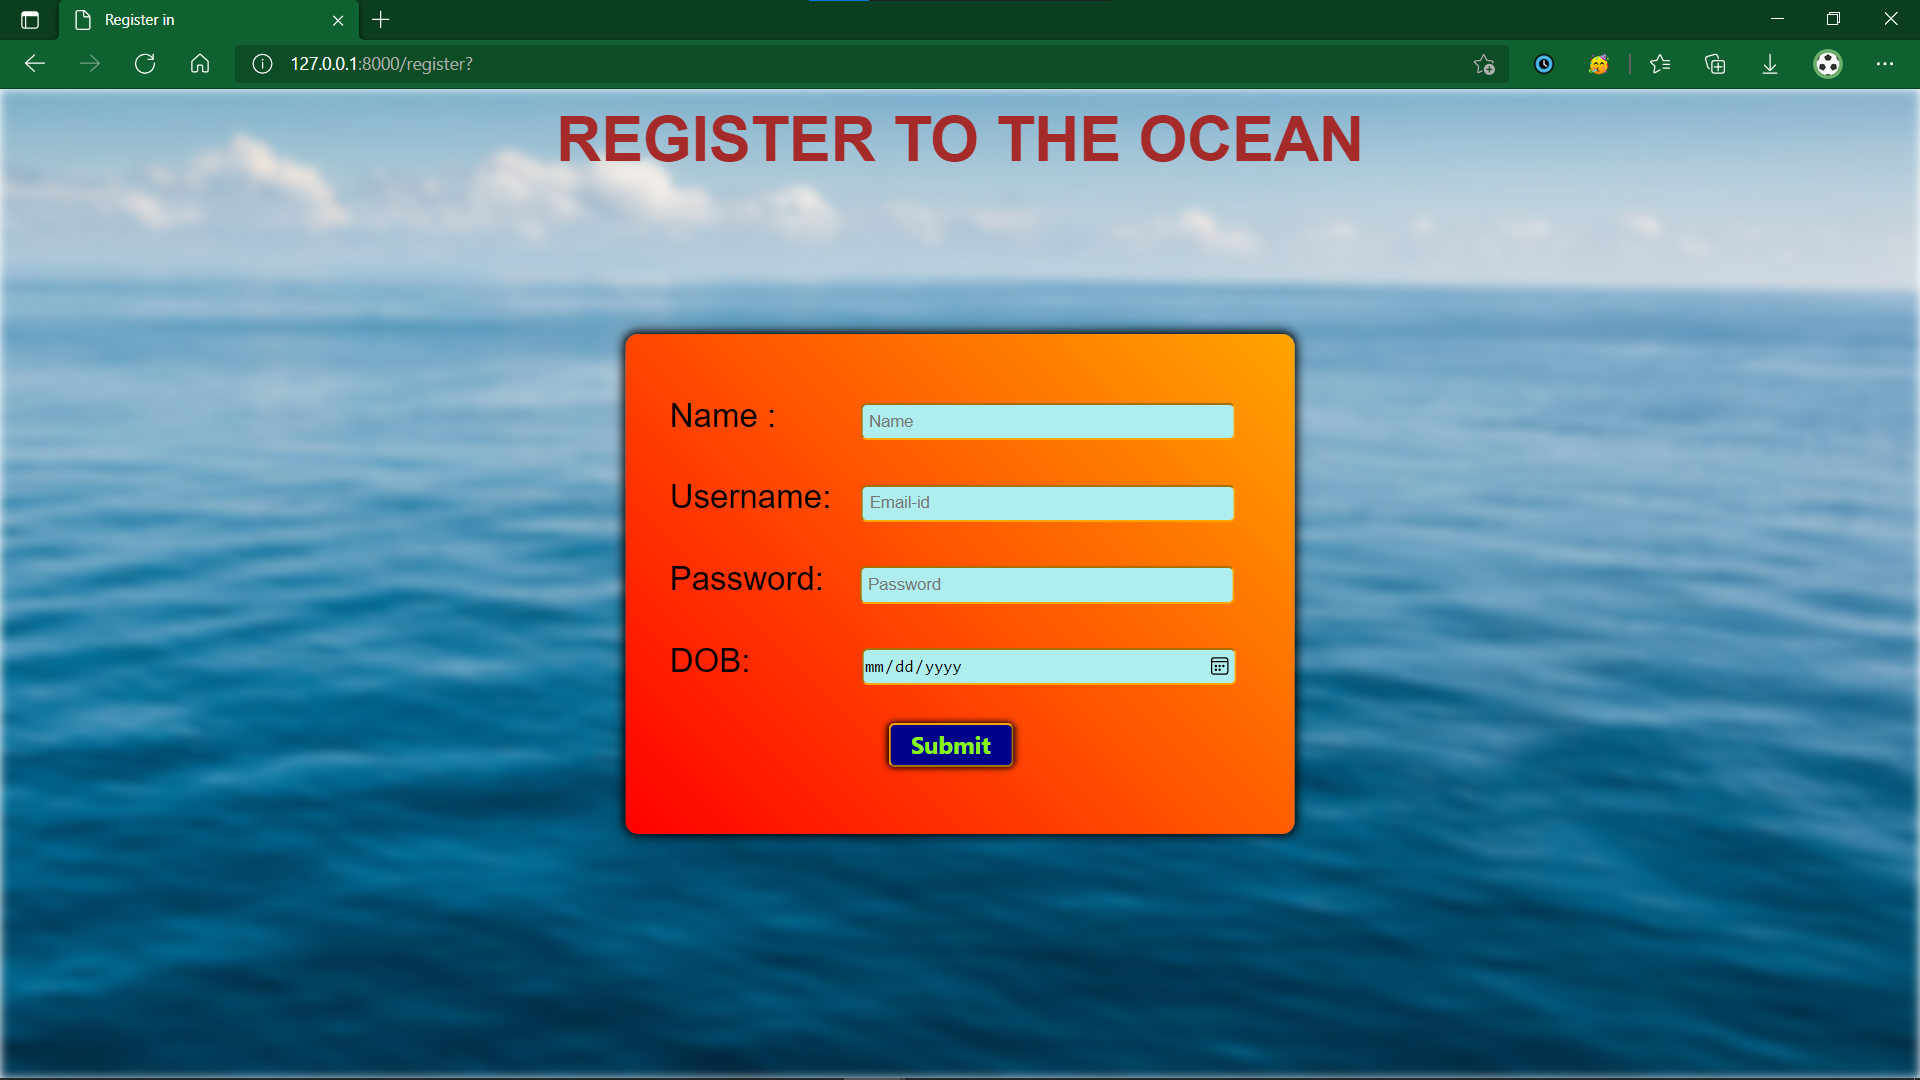 Register in
127.0.0.1:8000/register?
REGISTER TO THE OCEAN
Name :
Name
Username:
Email-id
Password:
Password
DOB:
mm/dd/yyyy
Submit